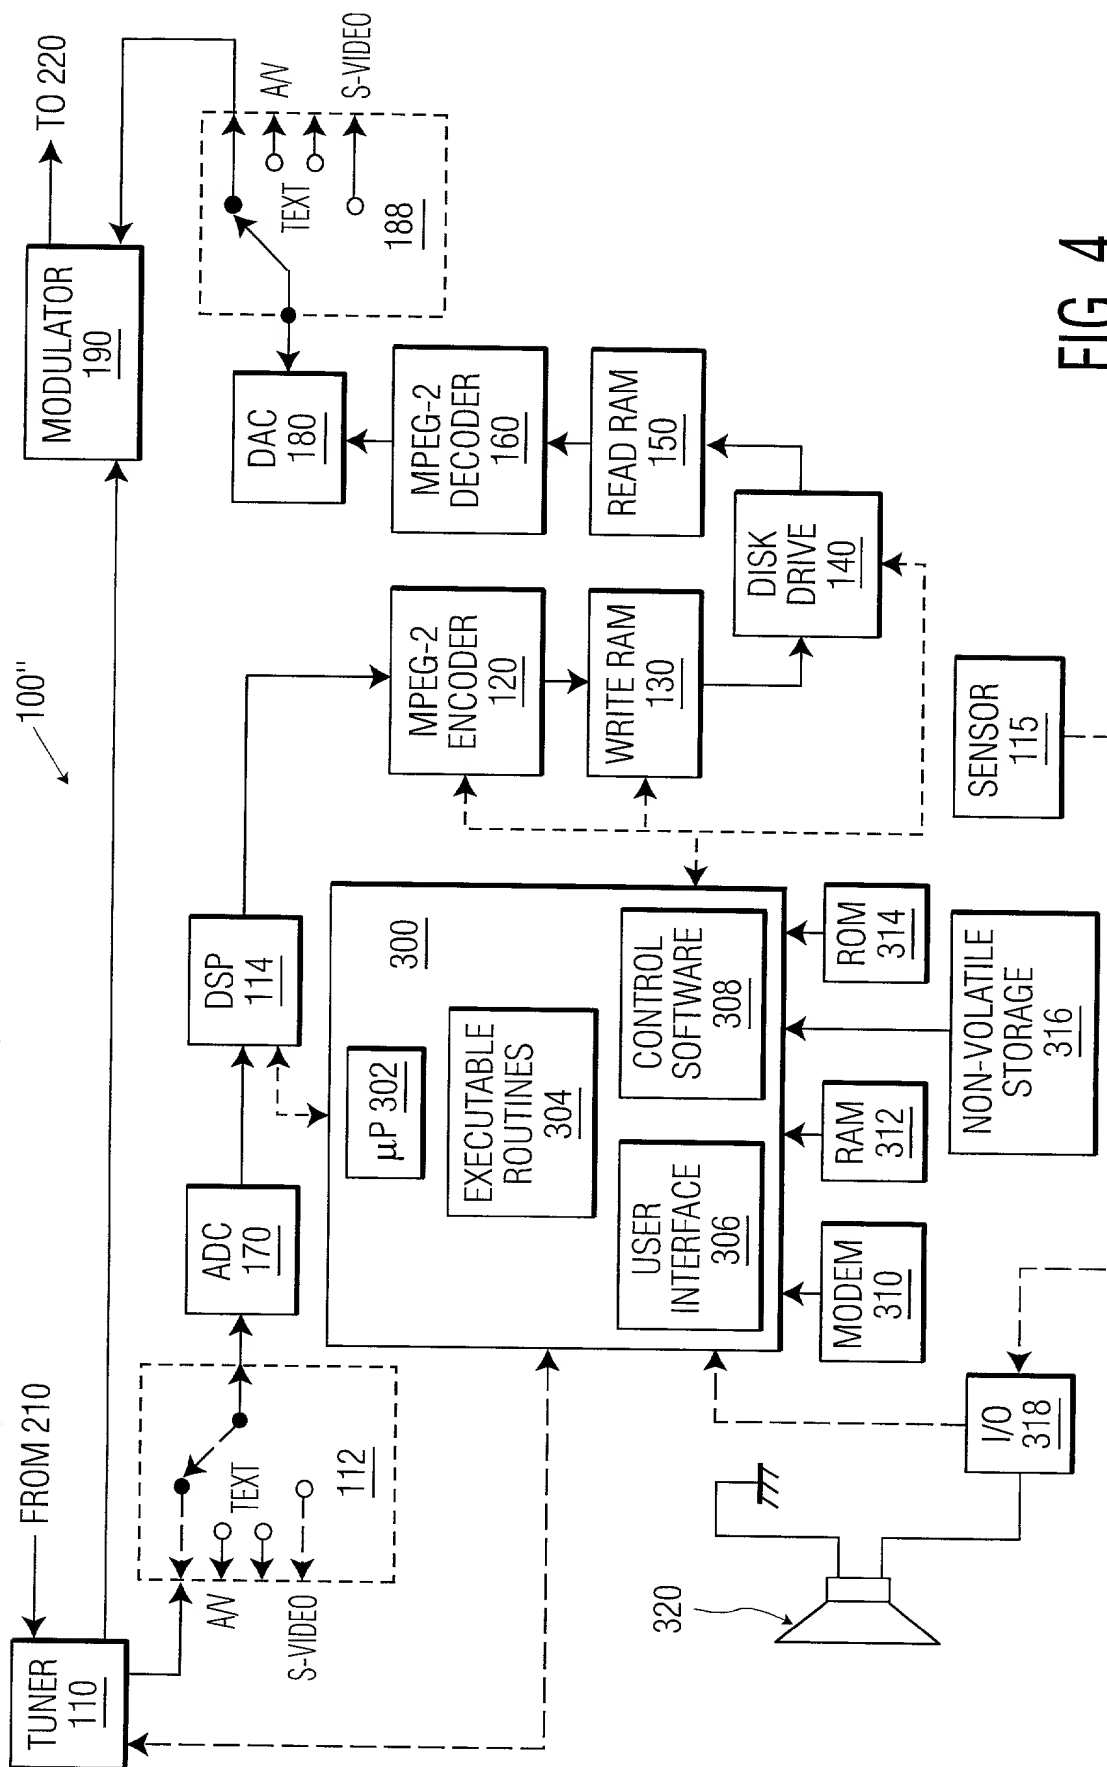 100"
FROM 210
TO 220
TUNER
110
MODULATOR
190
A/V
TEXT
S-VIDEO
112
ADC
170
DSP
114
A/V
TEXT
S-VIDEO
188
DAC
180
MPEG-2
ENCODER
120
MPEG-2
DECODER
160
WRITE RAM
130
READ RAM
150
DISK
DRIVE
140
300
µP 302
EXECUTABLE
ROUTINES
304
USER
INTERFACE
306
CONTROL
SOFTWARE
308
MODEM
310
RAM
312
ROM
314
NON-VOLATILE
STORAGE
316
SENSOR
115
I/O
318
320
FIG. 4